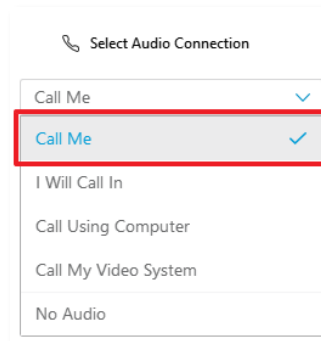 Select Audio Connection
Call Me
Call Me
I Will Call In
Call Using Computer
Call My Video System
No Audio